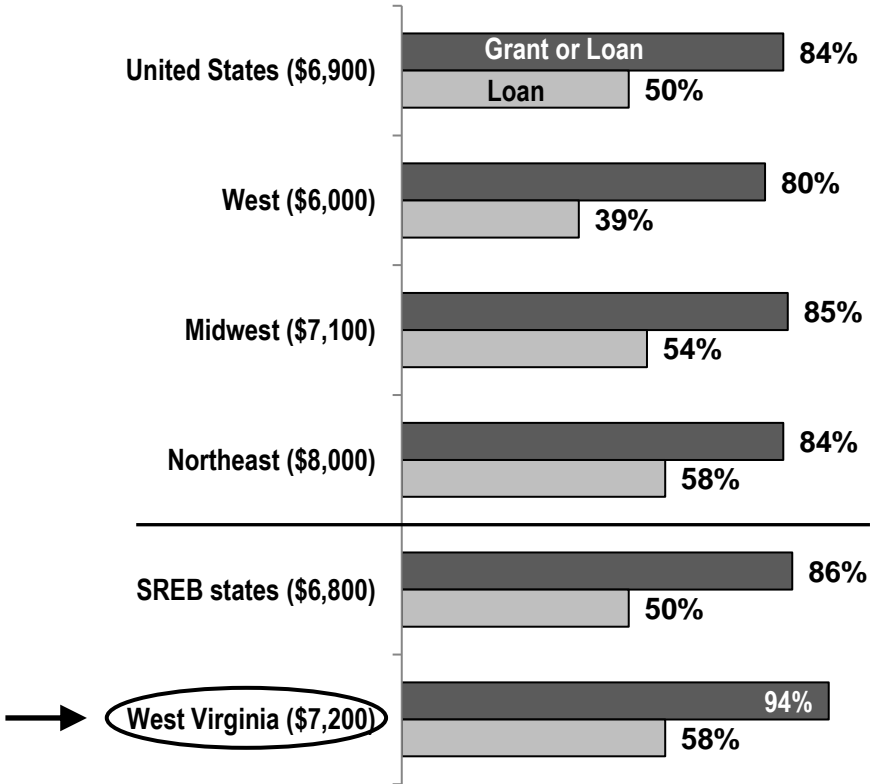 United States ($6,900)
Grant or Loan
84%
Loan
50%
West ($6,000)
80%
39%
Midwest ($7,100)
85%
54%
Northeast ($8,000)
84%
58%
SREB states ($6,800)
86%
50%
West Virginia ($7,200)
94%
58%